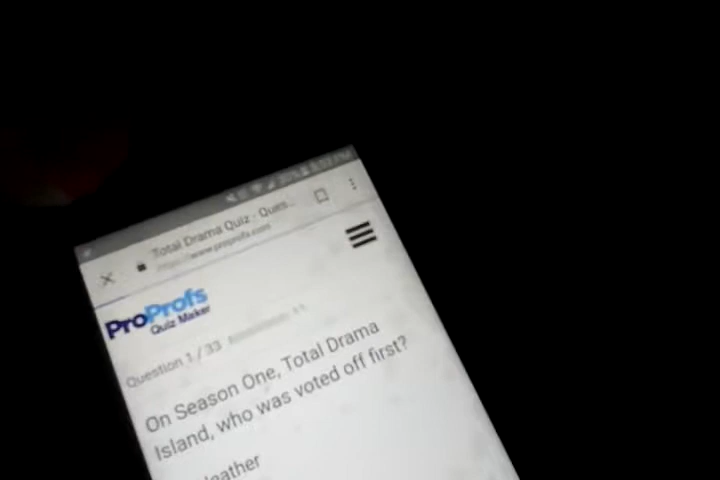 Total Drama Quiz - Ques...
https://www.proprofs.com
ProProfs
Quiz Maker
Question 1 / 33
On Season One, Total Drama
Island, who was voted off first?